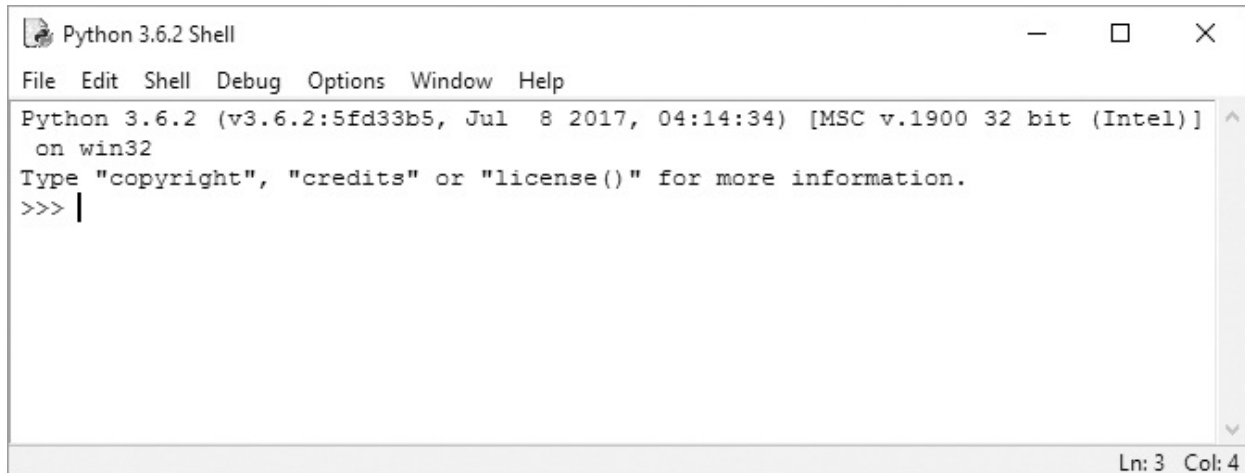 Python 3.6.2 Shell
File Edit Shell Debug Options Window Help
Python 3.6.2 (v3.6.2:5fd33b5, Jul  8 2017, 04:14:34) [MSC v.1900 32 bit (Intel)]
 on win32
Type "copyright", "credits" or "license()" for more information.
>>>
Ln: 3 Col: 4